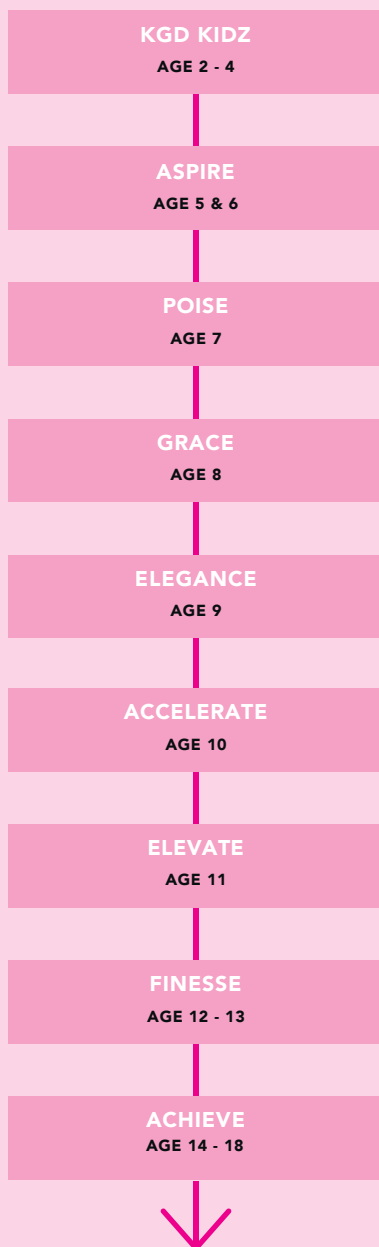 KGD KIDZ
AGE 2 - 4
ASPIRE
AGE 5 & 6
POISE
AGE 7
GRACE
AGE 8
ELEGANCE
AGE 9
ACCELERATE
AGE 10
ELEVATE
AGE 11
FINESSE
AGE 12 - 13
ACHIEVE
AGE 14 - 18